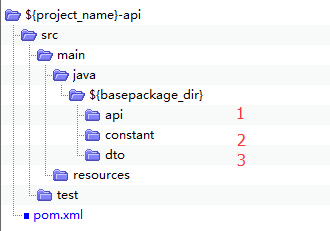 ${project_name}-api
src
main
java
${basepackage_dir}
api 1
constant 2
dto 3
resources
test
pom.xml